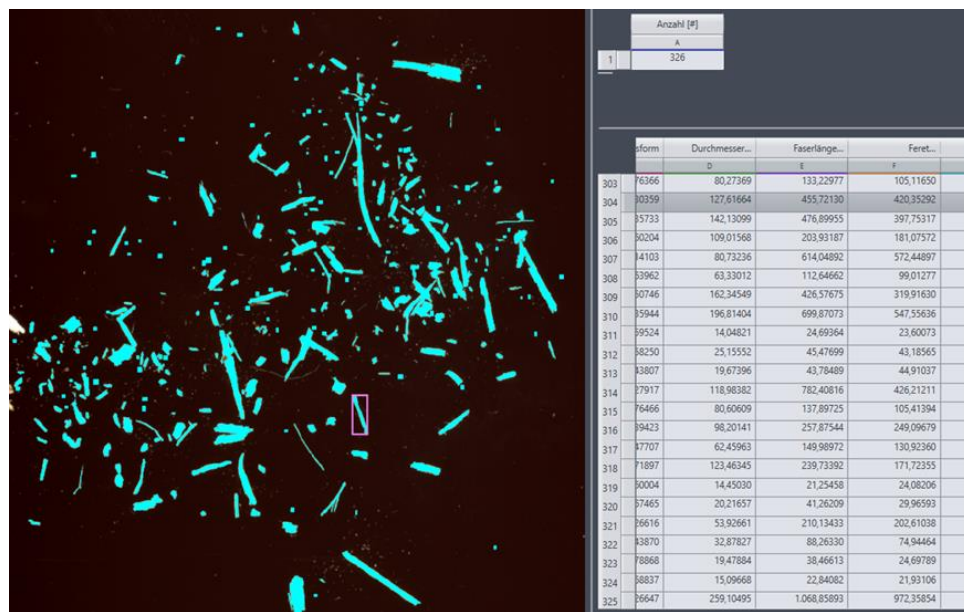 Anzahl [#]
A
1 326
sform Durchmesser... Faserlänge... Feret...
D E F
303 76366 80,27369 133,22977 105,11650
304 30359 127,61664 455,72130 420,35292
305 35733 142,13099 476,89955 397,75317
306 50204 109,01568 203,93187 181,07572
307 14103 80,73236 614,04892 572,44897
308 53962 63,33012 112,64662 99,01277
309 50746 162,34549 426,57675 319,91630
310 35944 196,81404 699,87073 547,55636
311 59524 14,04821 24,69364 23,60073
312 58250 25,15552 45,47699 43,18565
313 43807 19,67396 43,78489 44,91037
314 27917 118,98382 782,40816 426,21211
315 76466 80,60609 137,89725 105,41394
316 39423 98,20141 257,87544 249,09679
317 47707 62,45963 149,98972 130,92360
318 71897 123,46345 239,73392 171,72355
319 50004 14,45030 21,25458 24,08206
320 57465 20,21657 41,26209 29,96593
321 26616 53,92661 210,13433 202,61038
322 43870 32,87827 88,26330 74,94464
323 78868 19,47884 38,46613 24,69789
324 58837 15,09668 22,84082 21,93106
325 26647 259,10495 1.068,85893 972,35854